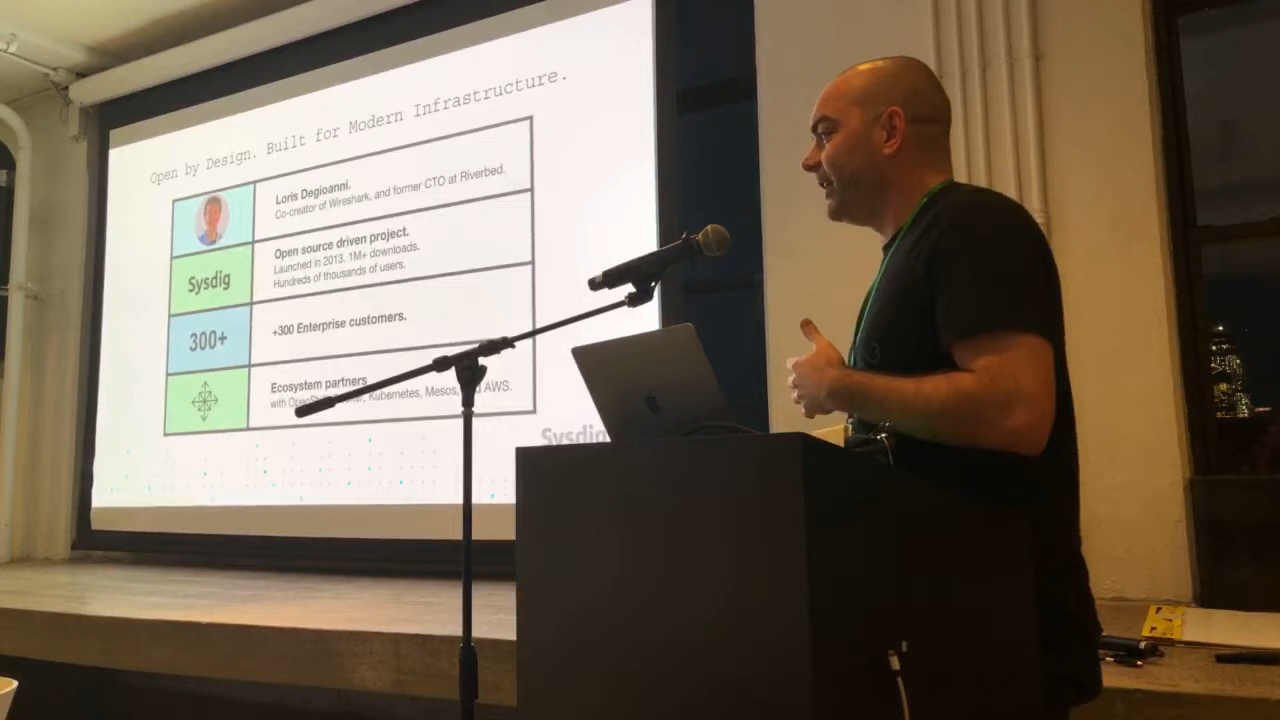 Open by Design. Built for Modern Infrastructure.
Loris Degioanni.
Co-creator of Wireshark, and former CTO at Riverbed.
Sysdig
Open source driven project.
Launched in 2013. 1M+ downloads.
Hundreds of thousands of users.
300+
+300 Enterprise customers.
Ecosystem partners
with Kubernetes, Mesos, AWS.
Sysdig